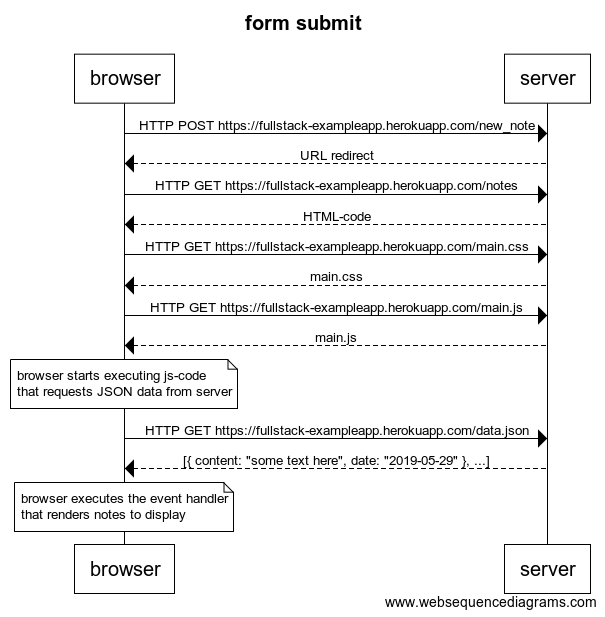 form submit
browser
server
HTTP POST https://fullstack-exampleapp.herokuapp.com/new_note
URL redirect
HTTP GET https://fullstack-exampleapp.herokuapp.com/notes
HTML-code
HTTP GET https://fullstack-exampleapp.herokuapp.com/main.css
main.css
HTTP GET https://fullstack-exampleapp.herokuapp.com/main.js
main.js
browser starts executing js-code
that requests JSON data from server
HTTP GET https://fullstack-exampleapp.herokuapp.com/data.json
[{ content: "some text here", date: "2019-05-29" }, ...]
browser executes the event handler
that renders notes to display
browser
server
www.websequencediagrams.com